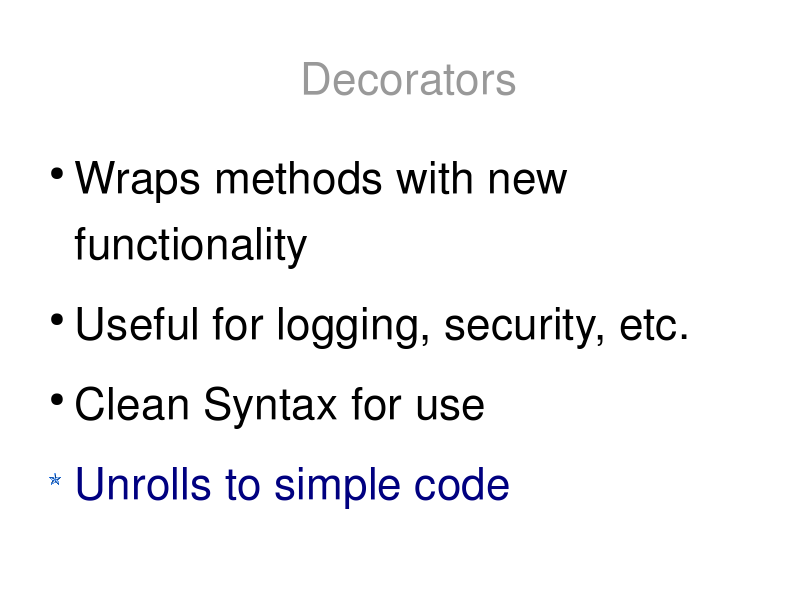 Decorators
• Wraps methods with new
functionality
• Useful for logging, security, etc.
• Clean Syntax for use
* Unrolls to simple code